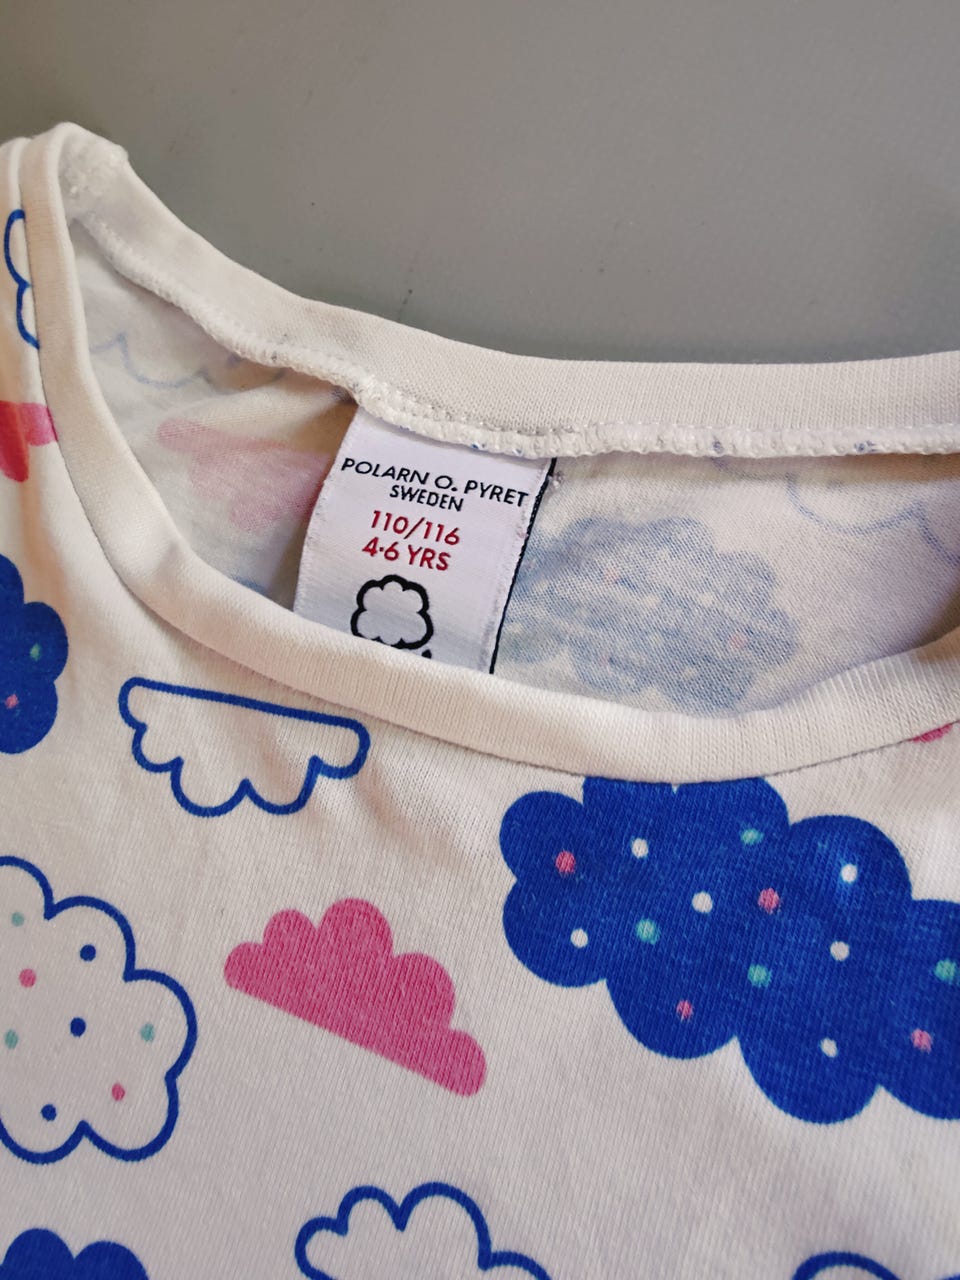 POLARN O. PYRET
SWEDEN
110/116
4-6 YRS